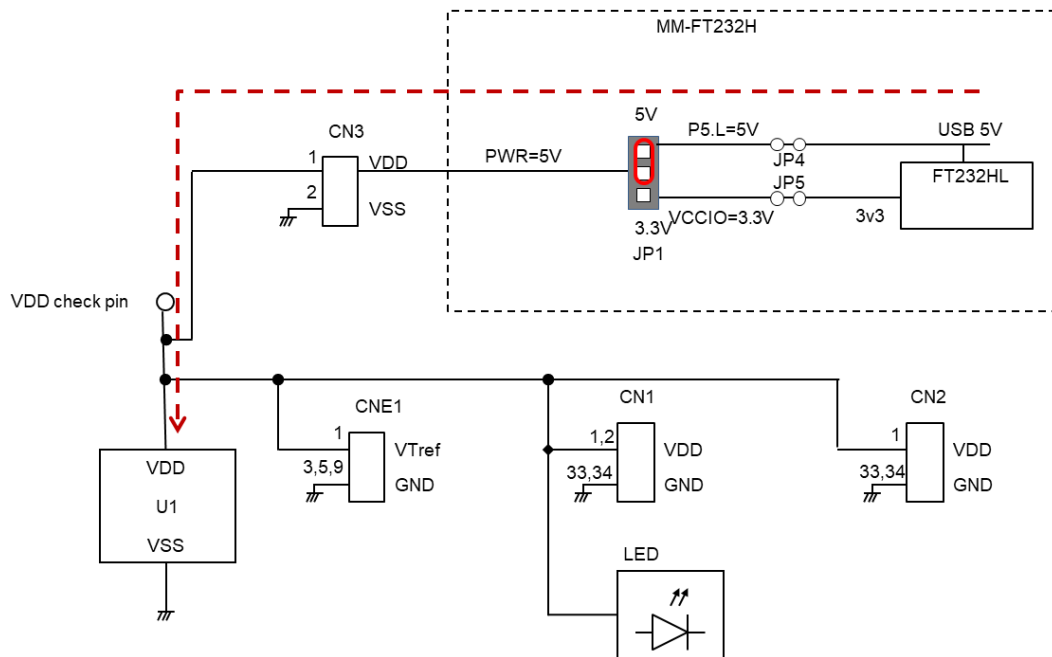 MM-FT232H
5V
P5.L=5V
USB 5V
CN3
1
VDD
PWR=5V
JP4
JP5
FT232HL
2
VSS
VCCIO=3.3V
3v3
3.3V
JP1
VDD check pin
CNE1
CN1
CN2
1
VTref
1,2
VDD
1
VDD
3,5,9
GND
33,34
GND
33,34
GND
VDD
U1
VSS
LED